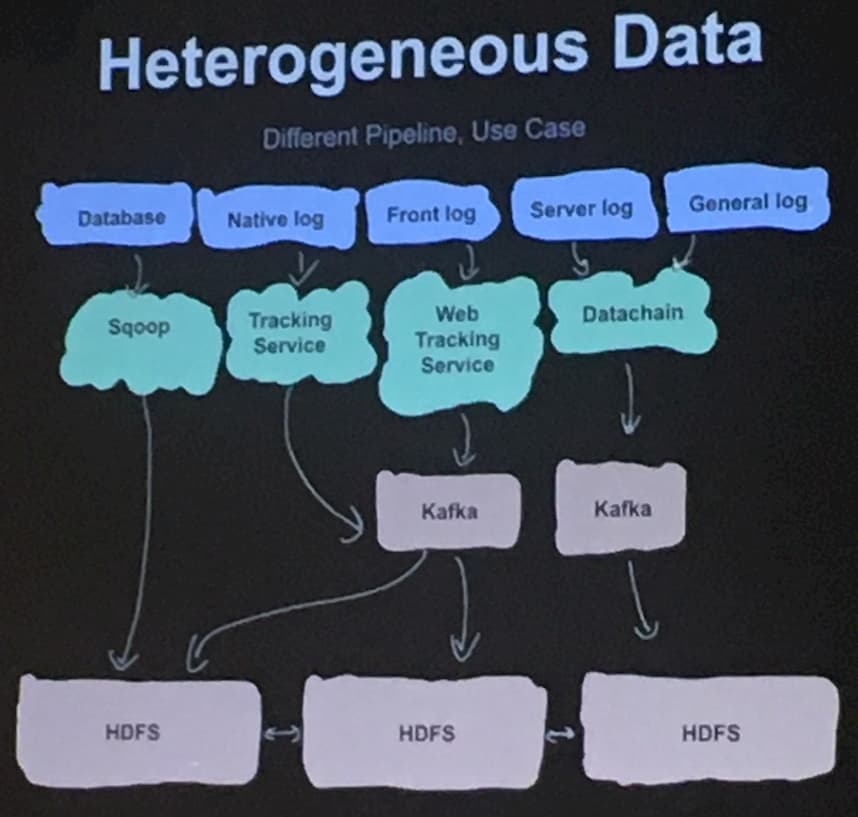 Heterogeneous Data
Different Pipeline, Use Case
Database
Native log
Front log
Server log
General log
Sqoop
Tracking
Service
Web
Tracking
Service
Datachain
Kafka
Kafka
HDFS
HDFS
HDFS